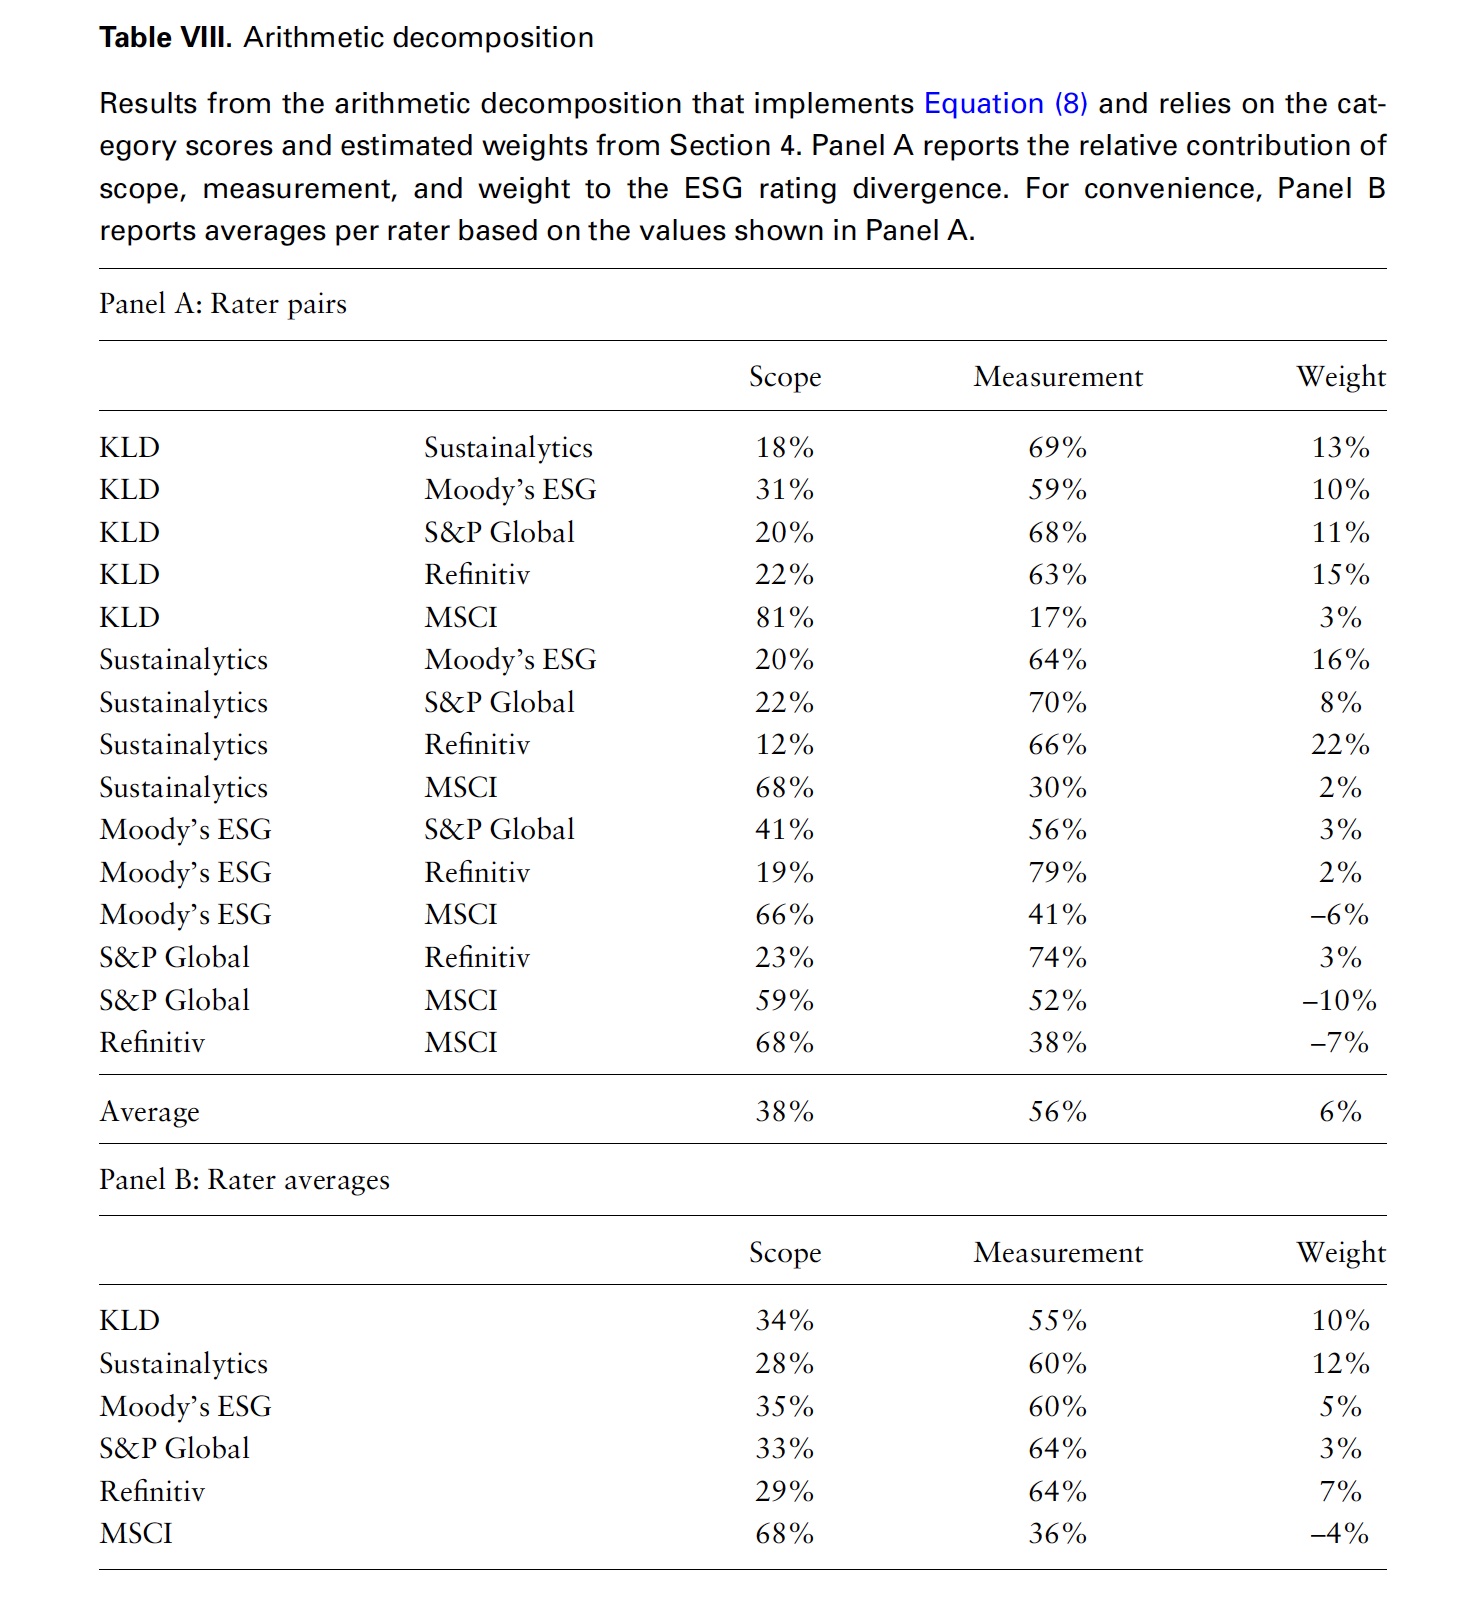 Table VIII. Arithmetic decomposition
Results from the arithmetic decomposition that implements Equation (8) and relies on the cat-
egory scores and estimated weights from Section 4. Panel A reports the relative contribution of
scope, measurement, and weight to the ESG rating divergence. For convenience, Panel B
reports averages per rater based on the values shown in Panel A.
Panel A: Rater pairs
Scope Measurement Weight
KLD Sustainalytics 18% 69% 13%
KLD Moody’s ESG 31% 59% 10%
KLD S&P Global 20% 68% 11%
KLD Refinitiv 22% 63% 15%
KLD MSCI 81% 17% 3%
Sustainalytics Moody’s ESG 20% 64% 16%
Sustainalytics S&P Global 22% 70% 8%
Sustainalytics Refinitiv 12% 66% 22%
Sustainalytics MSCI 68% 30% 2%
Moody’s ESG S&P Global 41% 56% 3%
Moody’s ESG Refinitiv 19% 79% 2%
Moody’s ESG MSCI 66% 41% –6%
S&P Global Refinitiv 23% 74% 3%
S&P Global MSCI 59% 52% –10%
Refinitiv MSCI 68% 38% –7%
Average 38% 56% 6%
Panel B: Rater averages
Scope Measurement Weight
KLD 34% 55% 10%
Sustainalytics 28% 60% 12%
Moody’s ESG 35% 60% 5%
S&P Global 33% 64% 3%
Refinitiv 29% 64% 7%
MSCI 68% 36% –4%